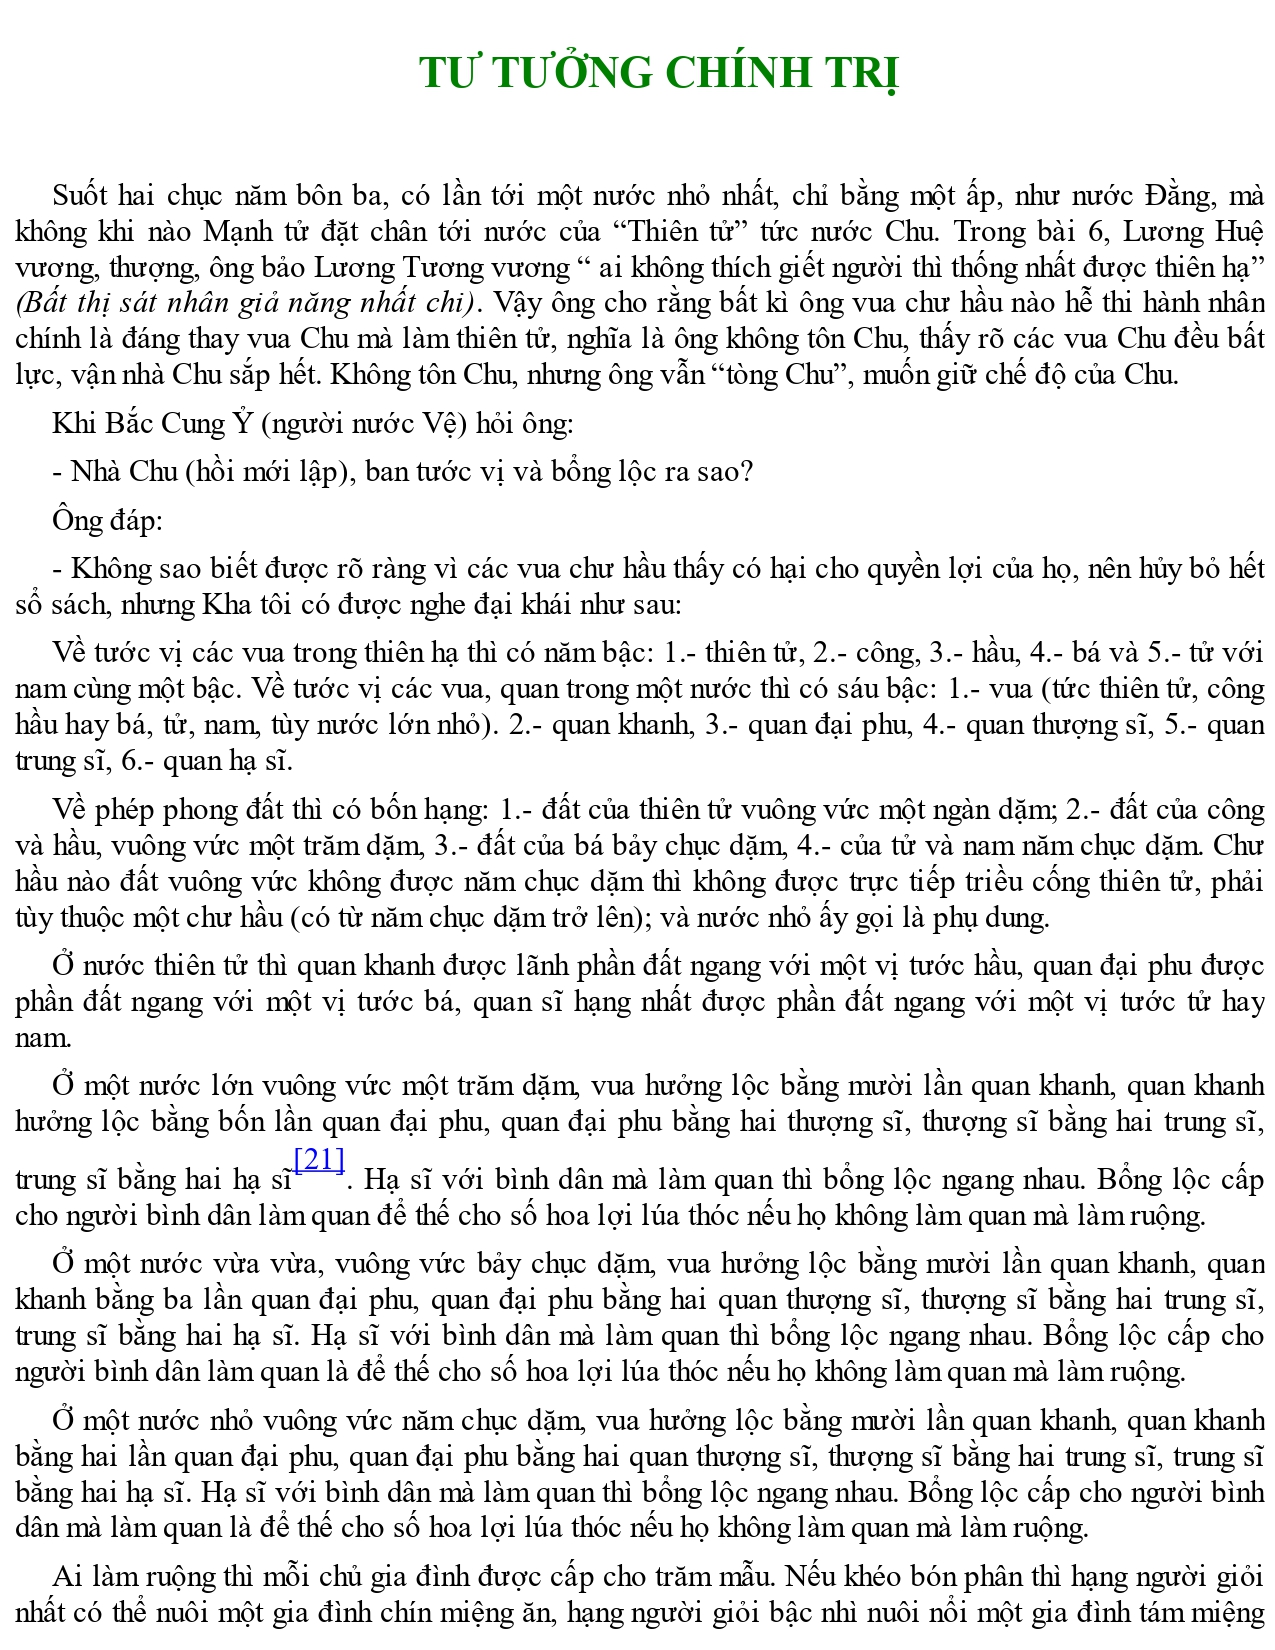 TƯ TƯỞNG CHÍNH TRỊ
Suốt hai chục năm bôn ba, có lần tới một nước nhỏ nhất, chỉ bằng một ấp, như nước Đằng, mà
không khi nào Mạnh tử đặt chân tới nước của “Thiên tử” tức nước Chu. Trong bài 6, Lương Huệ
vương, thượng, ông bảo Lương Tương vương “ ai không thích giết người thì thống nhất được thiên hạ”
(Bất thị sát nhân giả năng nhất chi). Vậy ông cho rằng bất kì ông vua chư hầu nào hễ thi hành nhân
chính là đáng thay vua Chu mà làm thiên tử, nghĩa là ông không tôn Chu, thấy rõ các vua Chu đều bất
lực, vận nhà Chu sắp hết. Không tôn Chu, nhưng ông vẫn “tòng Chu”, muốn giữ chế độ của Chu.
Khi Bắc Cung Ỷ (người nước Vệ) hỏi ông:
- Nhà Chu (hồi mới lập), ban tước vị và bổng lộc ra sao?
Ông đáp:
- Không sao biết được rõ ràng vì các vua chư hầu thấy có hại cho quyền lợi của họ, nên hủy bỏ hết
sổ sách, nhưng Kha tôi có được nghe đại khái như sau:
Về tước vị các vua trong thiên hạ thì có năm bậc: 1.- thiên tử, 2.- công, 3.- hầu, 4.- bá và 5.- tử với
nam cùng một bậc. Về tước vị các vua, quan trong một nước thì có sáu bậc: 1.- vua (tức thiên tử, công
hầu hay bá, tử, nam, tùy nước lớn nhỏ). 2.- quan khanh, 3.- quan đại phu, 4.- quan thượng sĩ, 5.- quan
trung sĩ, 6.- quan hạ sĩ.
Về phép phong đất thì có bốn hạng: 1.- đất của thiên tử vuông vức một ngàn dặm; 2.- đất của công
và hầu, vuông vức một trăm dặm, 3.- đất của bá bảy chục dặm, 4.- của tử và nam năm chục dặm. Chư
hầu nào đất vuông vức không được năm chục dặm thì không được trực tiếp triều cống thiên tử, phải
tùy thuộc một chư hầu (có từ năm chục dặm trở lên); và nước nhỏ ấy gọi là phụ dung.
Ở nước thiên tử thì quan khanh được lãnh phần đất ngang với một vị tước hầu, quan đại phu được
phần đất ngang với một vị tước bá, quan sĩ hạng nhất được phần đất ngang với một vị tước tử hay
nam.
Ở một nước lớn vuông vức một trăm dặm, vua hưởng lộc bằng mười lần quan khanh, quan khanh
hưởng lộc bằng bốn lần quan đại phu, quan đại phu bằng hai thượng sĩ, thượng sĩ bằng hai trung sĩ,
trung sĩ bằng hai hạ sĩ[21]. Hạ sĩ với bình dân mà làm quan thì bổng lộc ngang nhau. Bổng lộc cấp
cho người bình dân làm quan để thế cho số hoa lợi lúa thóc nếu họ không làm quan mà làm ruộng.
Ở một nước vừa vừa, vuông vức bảy chục dặm, vua hưởng lộc bằng mười lần quan khanh, quan
khanh bằng ba lần quan đại phu, quan đại phu bằng hai quan thượng sĩ, thượng sĩ bằng hai trung sĩ,
trung sĩ bằng hai hạ sĩ. Hạ sĩ với bình dân mà làm quan thì bổng lộc ngang nhau. Bổng lộc cấp cho
người bình dân làm quan là để thế cho số hoa lợi lúa thóc nếu họ không làm quan mà làm ruộng.
Ở một nước nhỏ vuông vức năm chục dặm, vua hưởng lộc bằng mười lần quan khanh, quan khanh
bằng hai lần quan đại phu, quan đại phu bằng hai quan thượng sĩ, thượng sĩ bằng hai trung sĩ, trung sĩ
bằng hai hạ sĩ. Hạ sĩ với bình dân mà làm quan thì bổng lộc ngang nhau. Bổng lộc cấp cho người bình
dân mà làm quan là để thế cho số hoa lợi lúa thóc nếu họ không làm quan mà làm ruộng.
Ai làm ruộng thì mỗi chủ gia đình được cấp cho trăm mẫu. Nếu khéo bón phân thì hạng người giỏi
nhất có thể nuôi một gia đình chín miệng ăn, hạng người giỏi bậc nhì nuôi nổi một gia đình tám miệng